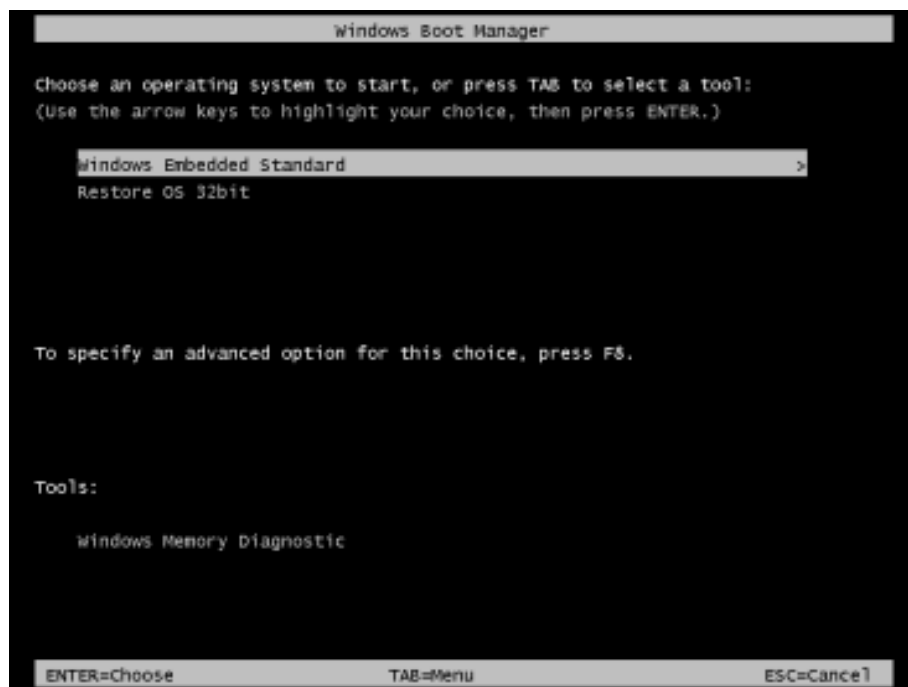 Windows Boot Manager
Choose an operating system to start, or press TAB to select a tool:
(Use the arrow keys to highlight your choice, then press ENTER.)
Windows Embedded Standard >
Restore OS 32bit
To specify an advanced option for this choice, press F8.
Tools:
Windows Memory Diagnostic
ENTER=Choose TAB=Menu ESC=Cancel